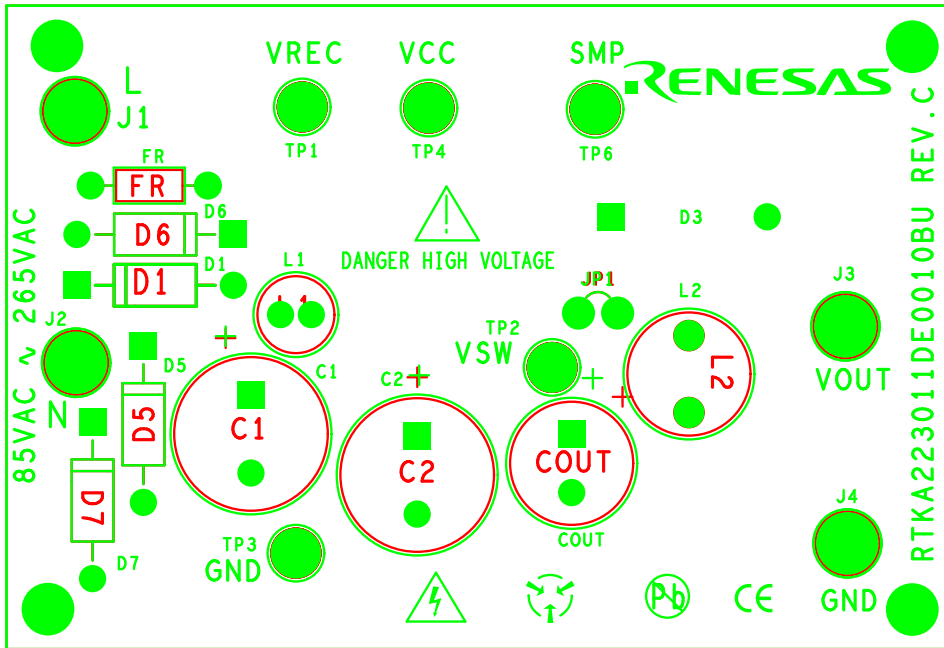 VREC
VCC
SMP
RENESAS
L
J1
TP1
TP4
TP6
FR
FR
D6
D6
D3
D1
D1
DANGER HIGH VOLTAGE
L1
JP1
J3
L2
85VAC ~ 265VAC
RTKA223011DE0010BU REV.C
J2
TP2
VSW
D5
C1
C2
L2
VOUT
N
D5
C1
C2
COUT
D7
J4
TP3
GND
COUT
D7
Pb
CE
GND